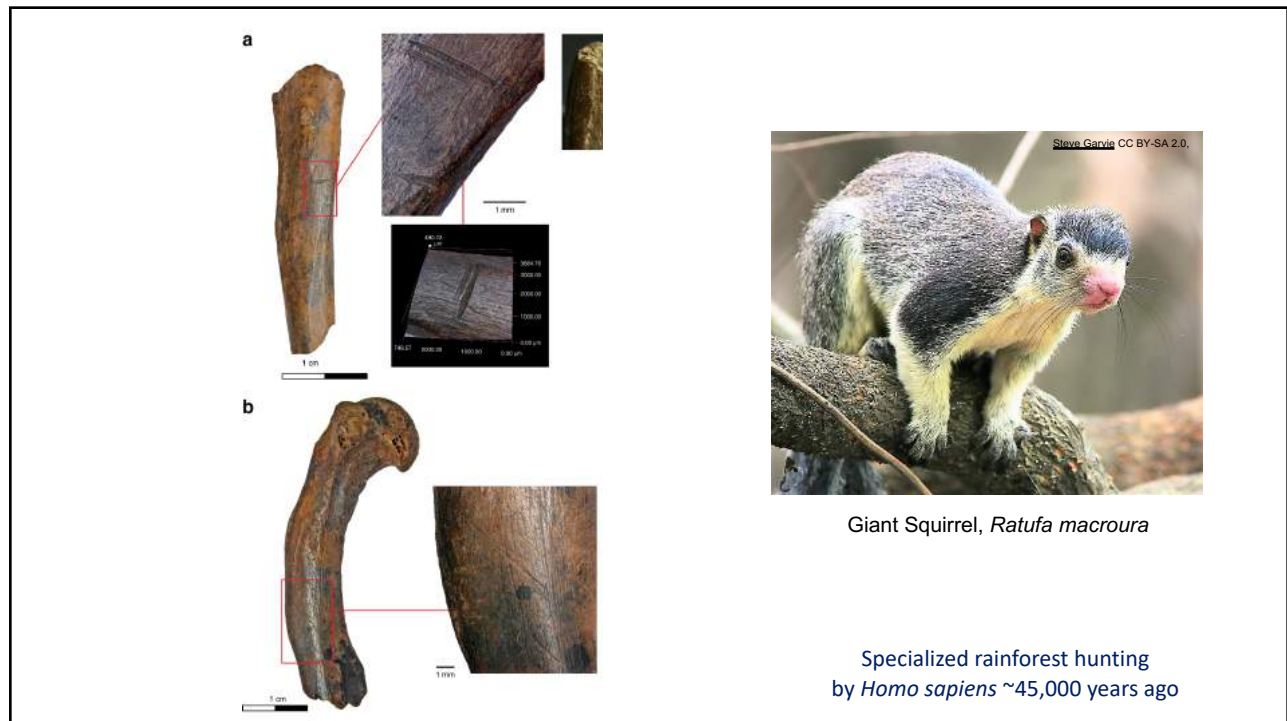 a
1 mm
1 cm
b
1 mm
1 cm
Steve Garvie CC BY-SA 2.0,
Giant Squirrel, Ratufa macroura
Specialized rainforest hunting
by Homo sapiens ~45,000 years ago